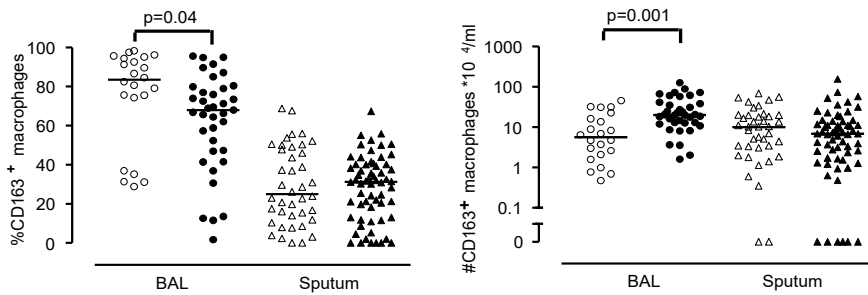 p=0.04
%CD163+ macrophages
100
80
60
40
20
0
BAL
Sputum
p=0.001
#CD163+ macrophages *10 4/ml
1000
100
10
1
0.1
0
BAL
Sputum